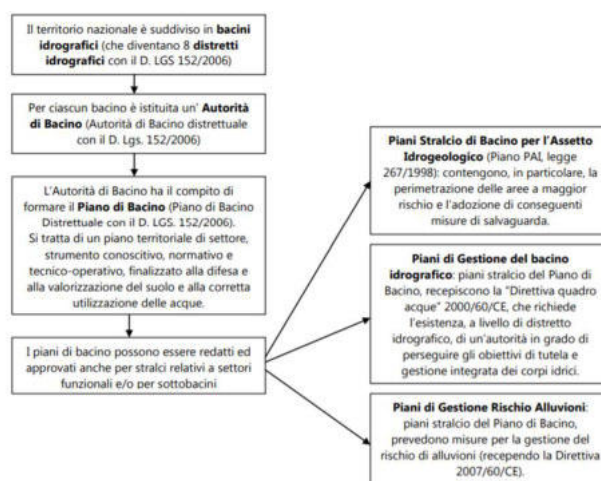 Il territorio nazionale è suddiviso in bacini
idrografici (che diventano 8 distretti
idrografici con il D. LGS 152/2006)
Per ciascun bacino è istituita un' Autorità
di Bacino (Autorità di Bacino distrettuale
con il D. Lgs. 152/2006)
L'Autorità di Bacino ha il compito di
formare il Piano di Bacino (Piano di Bacino
Distrettuale con il D. LGS. 152/2006).
Si tratta di un piano territoriale di settore,
strumento conoscitivo, normativo e
tecnico-operativo, finalizzato alla difesa e
alla valorizzazione del suolo e alla corretta
utilizzazione delle acque.
I piani di bacino possono essere redatti ed
approvati anche per stralci relativi a settori
funzionali e/o per sottobacini
Piani Stralcio di Bacino per l'Assetto
Idrogeologico (Piano PAI, legge
267/1998): contengono, in particolare, la
perimetrazione delle aree a maggior
rischio e l'adozione di conseguenti
misure di salvaguardia.
Piani di Gestione del bacino
idrografico: piani stralcio del Piano di
Bacino, recepiscono la "Direttiva quadro
acque" 2000/60/CE, che richiede
l'esistenza, a livello di distretto
idrografico, di un'autorità in grado di
perseguire gli obiettivi di tutela e
gestione integrata dei corpi idrici.
Piani di Gestione Rischio Alluvioni:
piani stralcio del Piano di Bacino,
prevedono misure per la gestione del
rischio di alluvioni (recependo la Direttiva
2007/60/CE).